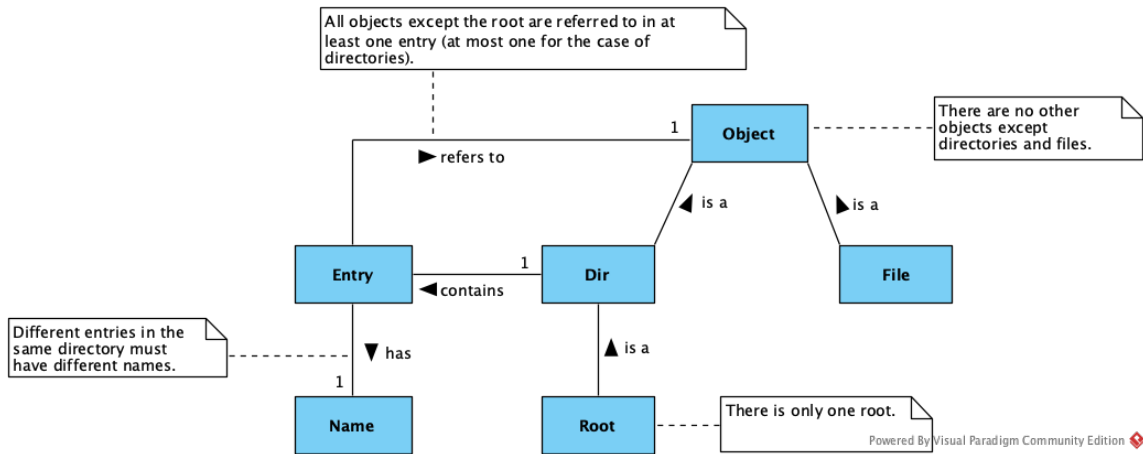 All objects except the root are referred to in at
least one entry (at most one for the case of
directories).
There are no other
objects except
directories and files.
1
Object
refers to
is a
is a
Entry
1
contains
Dir
File
Different entries in the
same directory must
have different names.
has
is a
1
Name
Root
There is only one root.
Powered By Visual Paradigm Community Edition